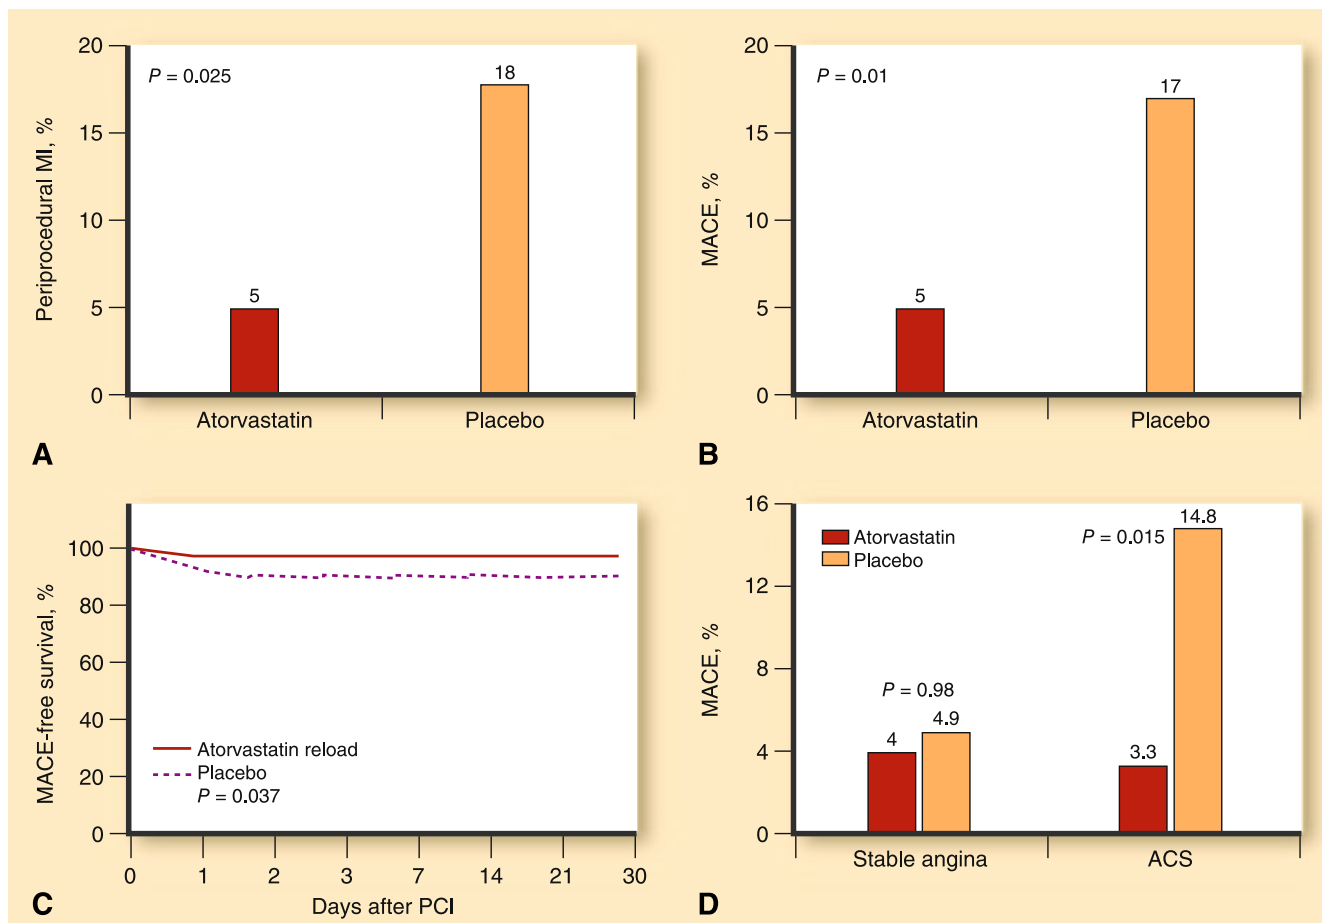 20
15
10
5
0
Periprocedural MI, %
P = 0.025
5
18
Atorvastatin
Placebo
A
20
15
10
5
0
MACE, %
P = 0.01
5
17
Atorvastatin
Placebo
B
100
80
60
40
20
0
MACE-free survival, %
Atorvastatin reload
Placebo
P = 0.037
0 1 2 3 7 14 21 30
Days after PCI
C
16
12
8
4
0
MACE, %
Atorvastatin
Placebo
P = 0.98
4
4.9
P = 0.015
14.8
3.3
Stable angina
ACS
D